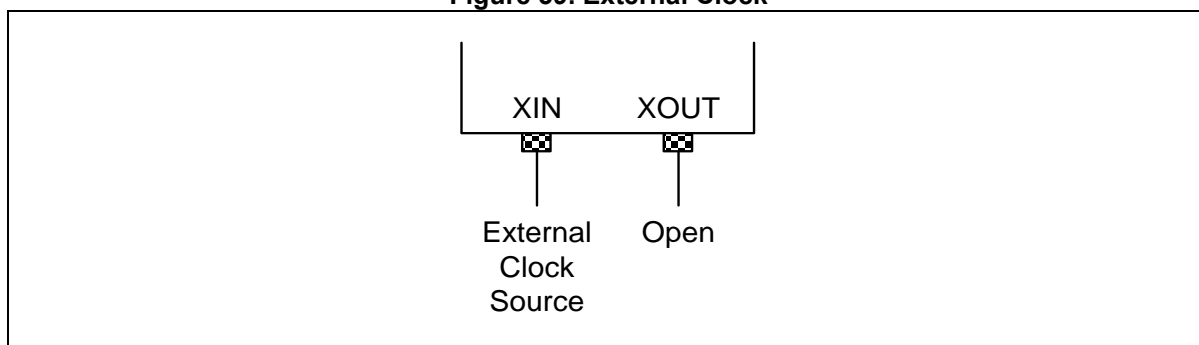 External Clock
XIN XOUT
External Open
Clock
Source